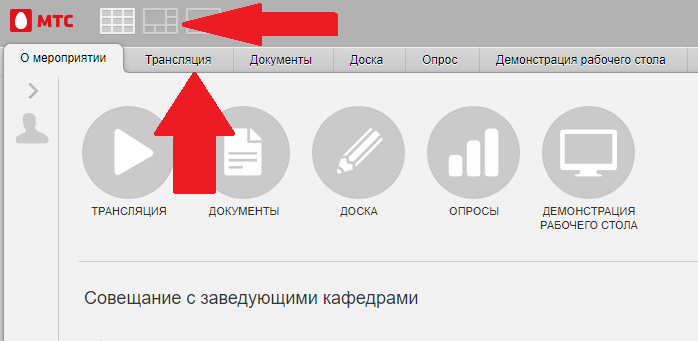 МТС
О мероприятии Трансляция Документы Доска Опрос Демонстрация рабочего стола
ТРАНСЛЯЦИЯ ДОКУМЕНТЫ ДОСКА ОПРОСЫ ДЕМОНСТРАЦИЯ
РАБОЧЕГО СТОЛА
Совещание с заведующими кафедрами